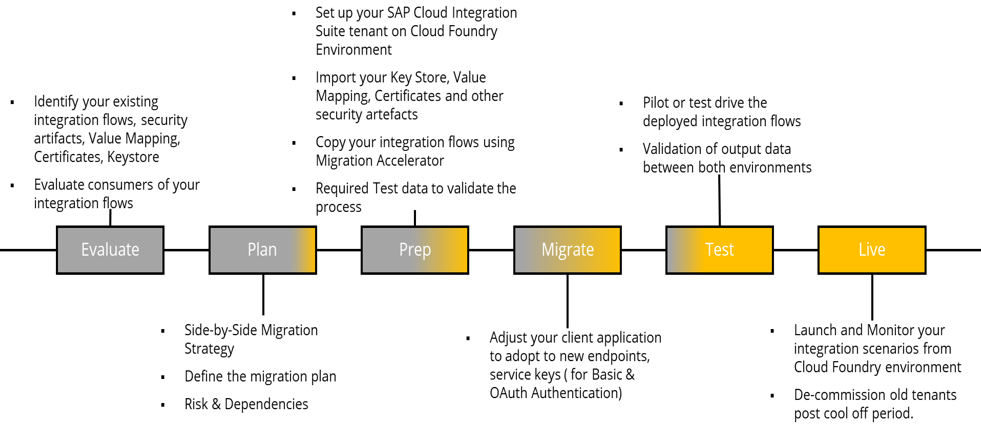 ▪ Set up your SAP Cloud Integration
Suite tenant on Cloud Foundry
Environment
▪ Import your Key Store, Value
Mapping, Certificates and other
security artefacts
▪ Copy your integration flows using
Migration Accelerator
▪ Required Test data to validate the
process
▪ Identify your existing
integration flows, security
artifacts, Value Mapping,
Certificates, Keystore
▪ Evaluate consumers of your
integration flows
▪ Pilot or test drive the
deployed integration flows
▪ Validation of output data
between both environments
Evaluate
Plan
Prep
Migrate
Test
Live
▪ Side-by-Side Migration
Strategy
▪ Define the migration plan
▪ Risk & Dependencies
▪ Adjust your client application
to adopt to new endpoints,
service keys ( for Basic &
OAuth Authentication)
▪ Launch and Monitor your
integration scenarios from
Cloud Foundry environment
▪ De-commission old tenants
post cool off period.